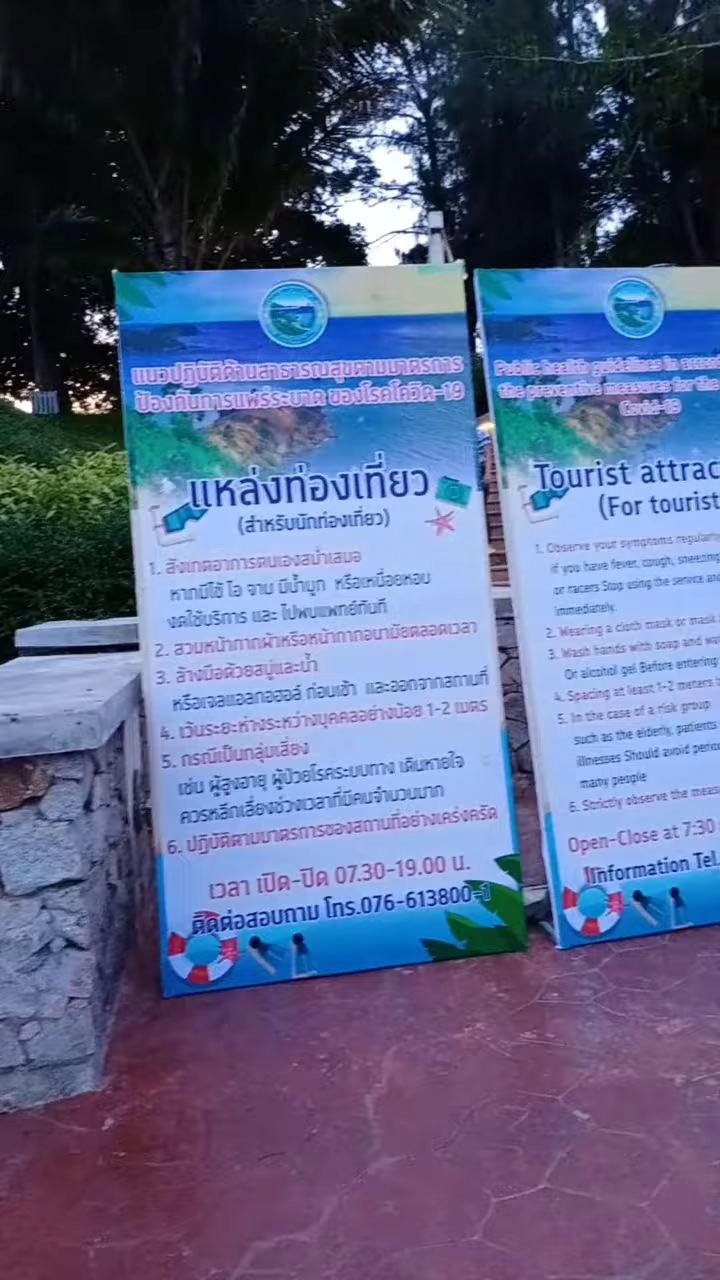 แนวปฏิบัติด้านสาธารณสุขตามมาตรการ
ป้องกันการแพร่ระบาด ของโรคโควิด-19
แหล่งท่องเที่ยว
(สำหรับนักท่องเที่ยว)
1. สังเกตอาการตนเองสม่ำเสมอ
หากมีไข้ ไอ จาม มีน้ำมูก หรือเหนื่อยหอบ
งดใช้บริการ และ ไปพบแพทย์ทันที
2. สวมหน้ากากผ้าหรือหน้ากากอนามัยตลอดเวลา
3. ล้างมือด้วยสบู่และน้ำ
หรือเจลแอลกอฮอล์ ก่อนเข้า และออกจากสถานที่
4. เว้นระยะห่างระหว่างบุคคลอย่างน้อย 1-2 เมตร
5. กรณีเป็นกลุ่มเสี่ยง
เช่น ผู้สูงอายุ ผู้ป่วยโรคระบบทาง เดินหายใจ
ควรหลีกเลี่ยงช่วงเวลาที่มีคนจำนวนมาก
6. ปฏิบัติตามมาตรการของสถานที่อย่างเคร่งครัด
เวลา เปิด-ปิด 07.30-19.00 น.
ติดต่อสอบถาม โทร.076-613800-1
Public health guidelines in
the preventive measures for the
Covid-19
Tourist attrac
(For tourist
1. Observe your symptoms regularly
if you have fever, cough, sneezing
or racers Stop using the service and
immediately.
2. Wearing a cloth mask or mask
3. Wash hands with soap and wa
Or alcohol gel Before entering
4. Spacing at least 1-2 meters
5. In the case of a risk group
such as the elderly, patients
illnesses Should avoid perio
many people
6. Strictly observe the meas
Open-Close at 7:30
Information Tel.